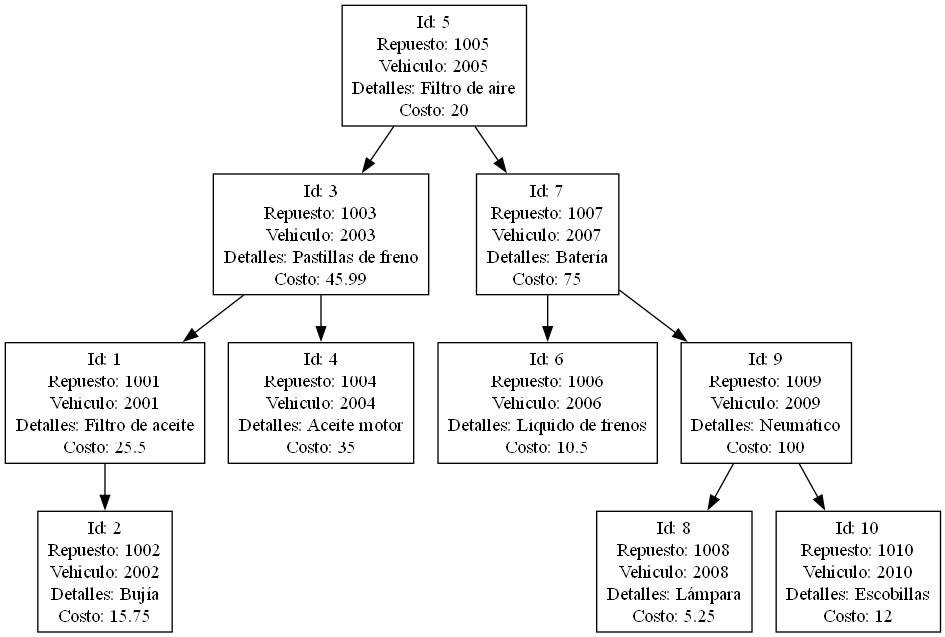 Id: 5
Repuesto: 1005
Vehiculo: 2005
Detalles: Filtro de aire
Costo: 20
Id: 3
Repuesto: 1003
Vehiculo: 2003
Detalles: Pastillas de freno
Costo: 45.99
Id: 7
Repuesto: 1007
Vehiculo: 2007
Detalles: Batería
Costo: 75
Id: 1
Repuesto: 1001
Vehiculo: 2001
Detalles: Filtro de aceite
Costo: 25.5
Id: 4
Repuesto: 1004
Vehiculo: 2004
Detalles: Aceite motor
Costo: 35
Id: 6
Repuesto: 1006
Vehiculo: 2006
Detalles: Líquido de frenos
Costo: 10.5
Id: 9
Repuesto: 1009
Vehiculo: 2009
Detalles: Neumático
Costo: 100
Id: 2
Repuesto: 1002
Vehiculo: 2002
Detalles: Bujía
Costo: 15.75
Id: 8
Repuesto: 1008
Vehiculo: 2008
Detalles: Lámpara
Costo: 5.25
Id: 10
Repuesto: 1010
Vehiculo: 2010
Detalles: Escobillas
Costo: 12